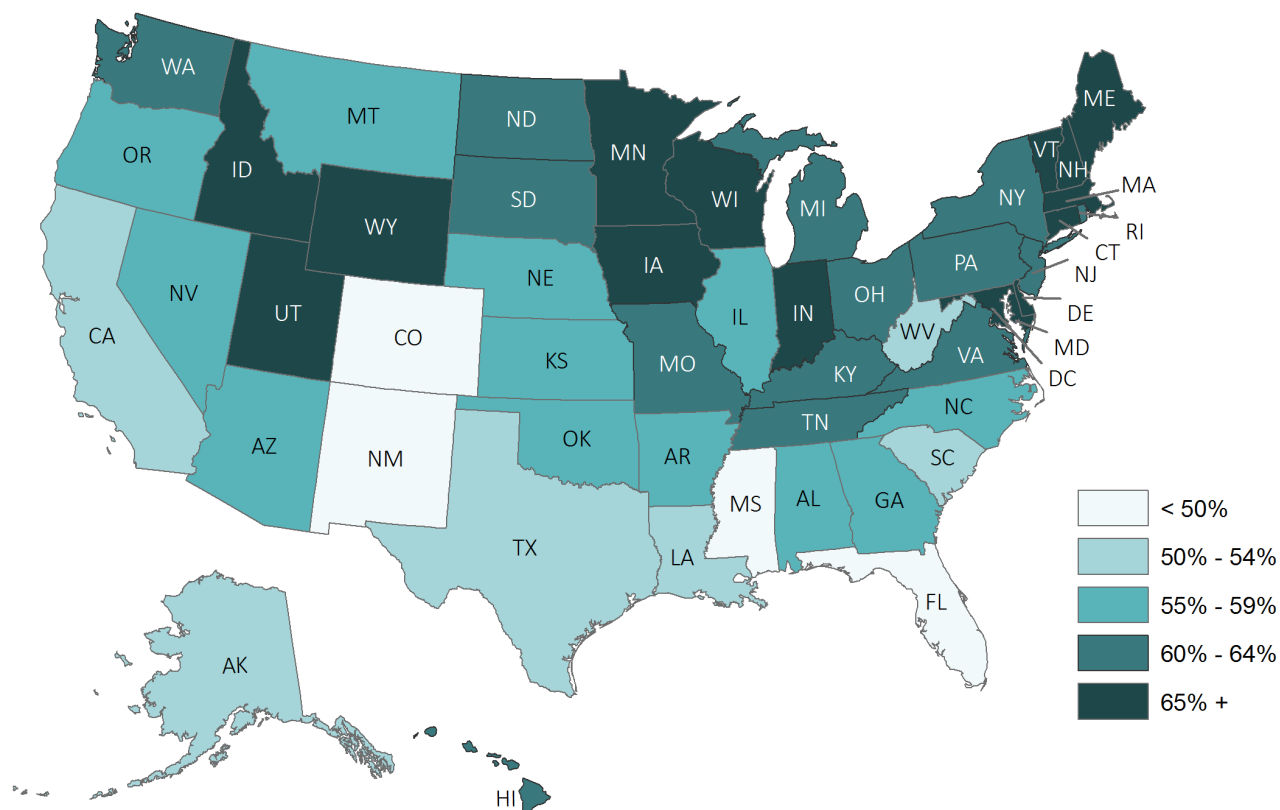 WA
MT
ND
MN
ME
VT
NH
OR
ID
WI
SD
MI
NY
MA
RI
WY
CT
IA
PA
NJ
NE
OH
NV
UT
IL
IN
DE
CA
CO
WV
MD
KS
MO
VA
KY
DC
NC
TN
OK
AZ
NM
AR
SC
MS
AL
GA
< 50%
TX
LA
50% - 54%
FL
55% - 59%
60% - 64%
AK
65% +
HI